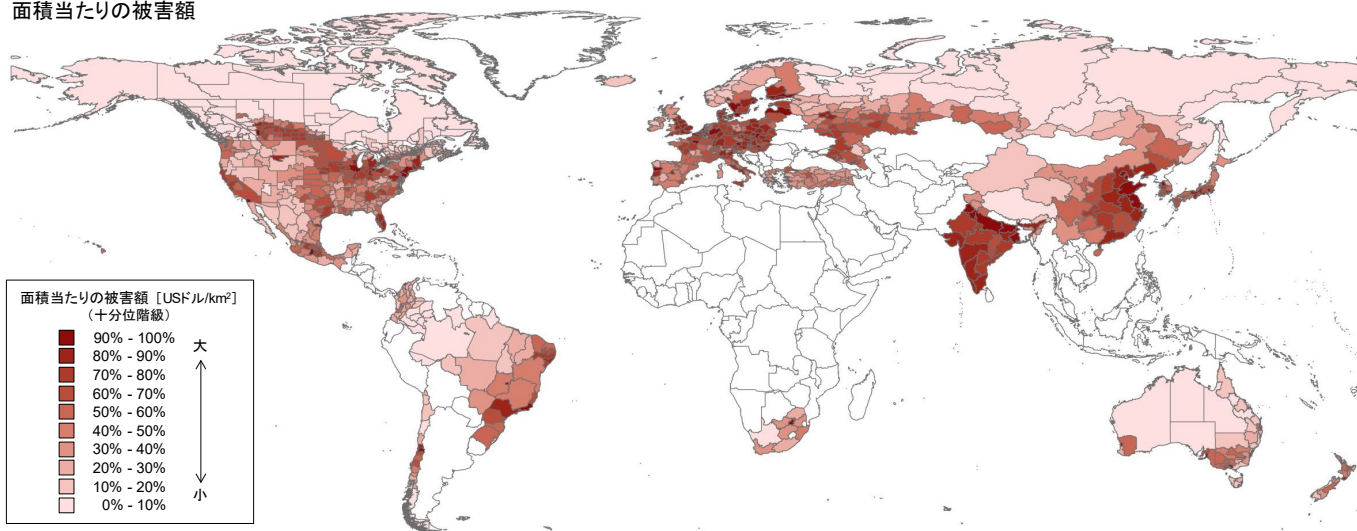 面積当たりの被害額
面積当たりの被害額 [USドル/km²]
(十分位階級)
90% - 100%
80% - 90%
70% - 80%
60% - 70%
50% - 60%
40% - 50%
30% - 40%
20% - 30%
10% - 20%
0% - 10%
大
小